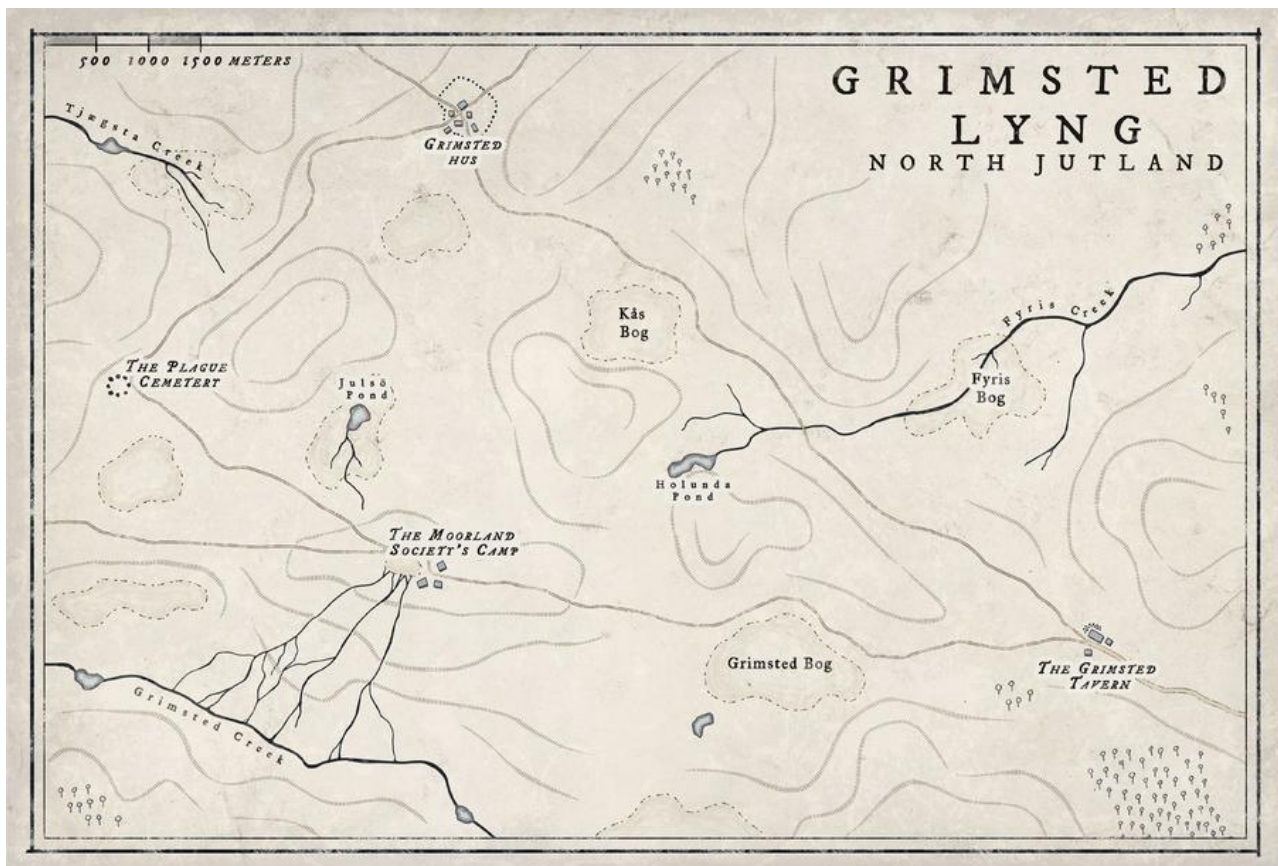 500 1000 1500 METERS
GRIMSTED
LYNG
NORTH JUTLAND
Tjægsta Creek
GRIMSTED
HUS
Kås
Bog
Fyris Creek
Fyris
Bog
THE PLAGUE
CEMETERY
Julsö
Pond
Holunda
Pond
THE MOORLAND
SOCIETY'S CAMP
Grimsted Bog
THE GRIMSTED
TAVERN
Grimsted Creek